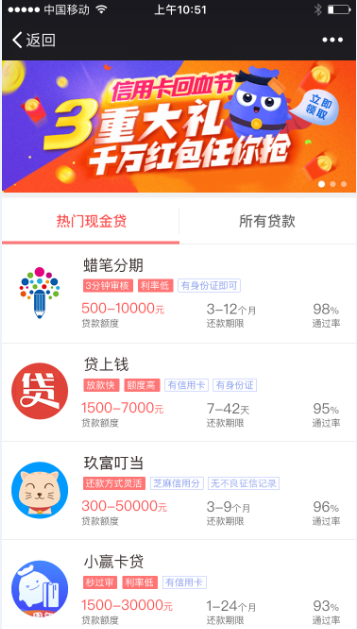 中国移动 上午10:51
返回
信用卡回血节
3重大礼
千万红包任你抢
立即
领取
热门现金贷 所有贷款
蜡笔分期
3分钟审核 利率低 有身份证即可
500-10000元 3-12个月 98%
贷款额度 还款期限 通过率
贷
贷上钱
放款快 额度高 有信用卡 有身份证
1500-7000元 7-42天 95%
贷款额度 还款期限 通过率
玖富叮当
还款方式灵活 芝麻信用分 无不良征信记录
300-50000元 3-9个月 96%
贷款额度 还款期限 通过率
小赢卡贷
秒过审 利率低 有信用卡
1500-30000元 1-24个月 93%
贷款额度 还款期限 通过率